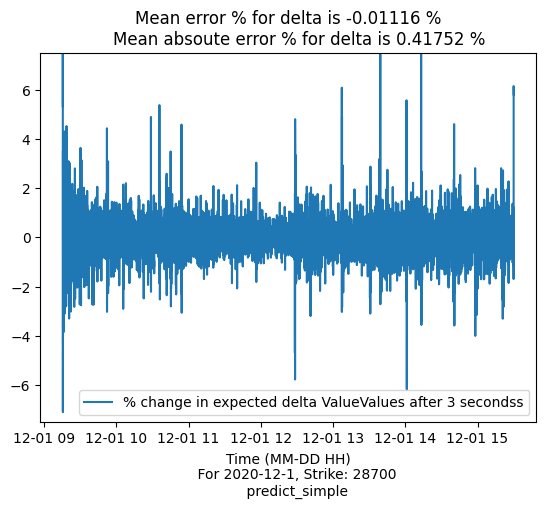 Mean error % for delta is -0.01116 %
Mean absoute error % for delta is 0.41752 %
6
4
2
0
−2
−4
−6
% change in expected delta ValueValues after 3 secondss
12-01 09 12-01 10 12-01 11 12-01 12 12-01 13 12-01 14 12-01 15
Time (MM-DD HH)
For 2020-12-1, Strike: 28700
predict_simple